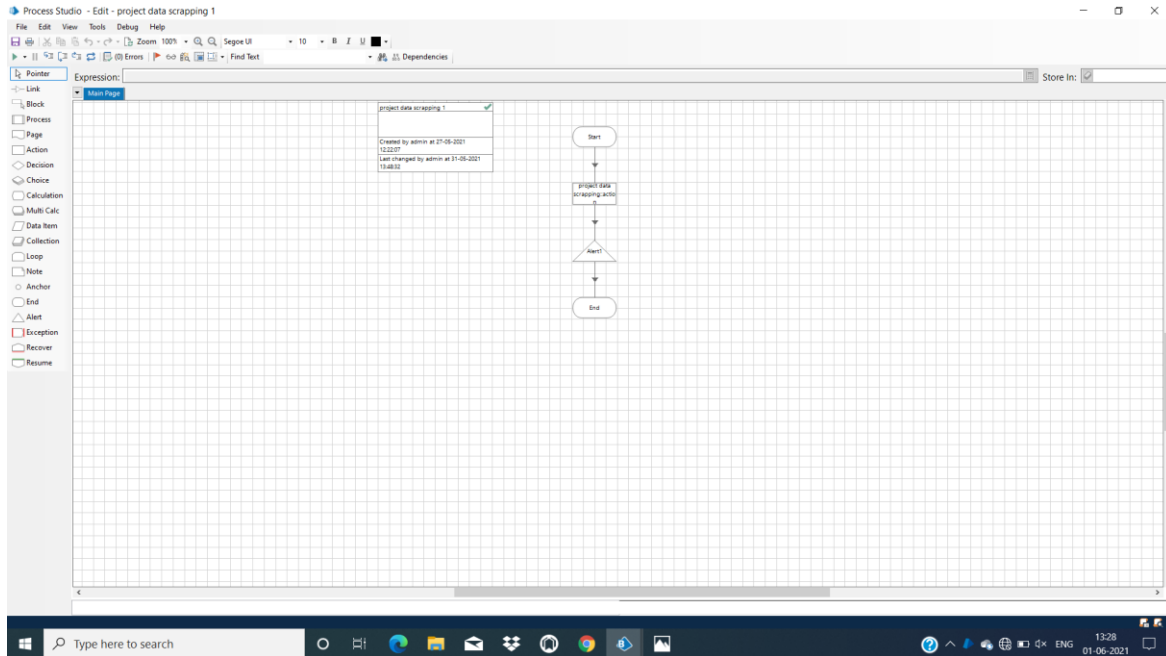 Process Studio - Edit - project data scrapping 1
File Edit View Tools Debug Help
Zoom 100% Segoe UI 10 B I U
Errors Find Text Dependencies
Pointer
Expression:
Store In:
Link
Main Page
Block
Process
Page
Action
Decision
Choice
Calculation
Multi Calc
Data Item
Collection
Loop
Note
Anchor
End
Alert
Exception
Recover
Resume
project data scrapping 1
Created by admin at 27-05-2021
12:22:07
Last changed by admin at 31-05-2021
13:48:32
Start
project data
scrapping::actio
n
Alert1
End
Type here to search
ENG
13:28
01-06-2021